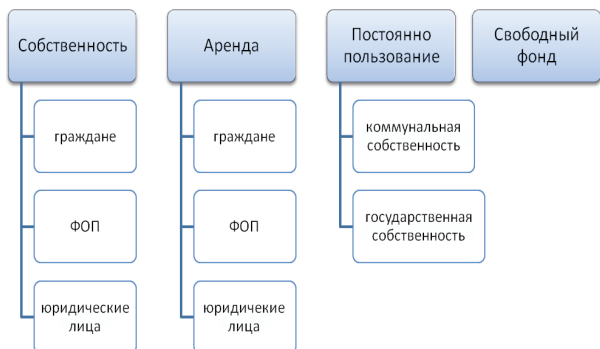 Собственность
граждане
ФОП
юридические
лица
Аренда
граждане
ФОП
юридичекие
лица
Постоянно
пользование
коммунальная
собственность
государственная
собственность
Свободный
фонд